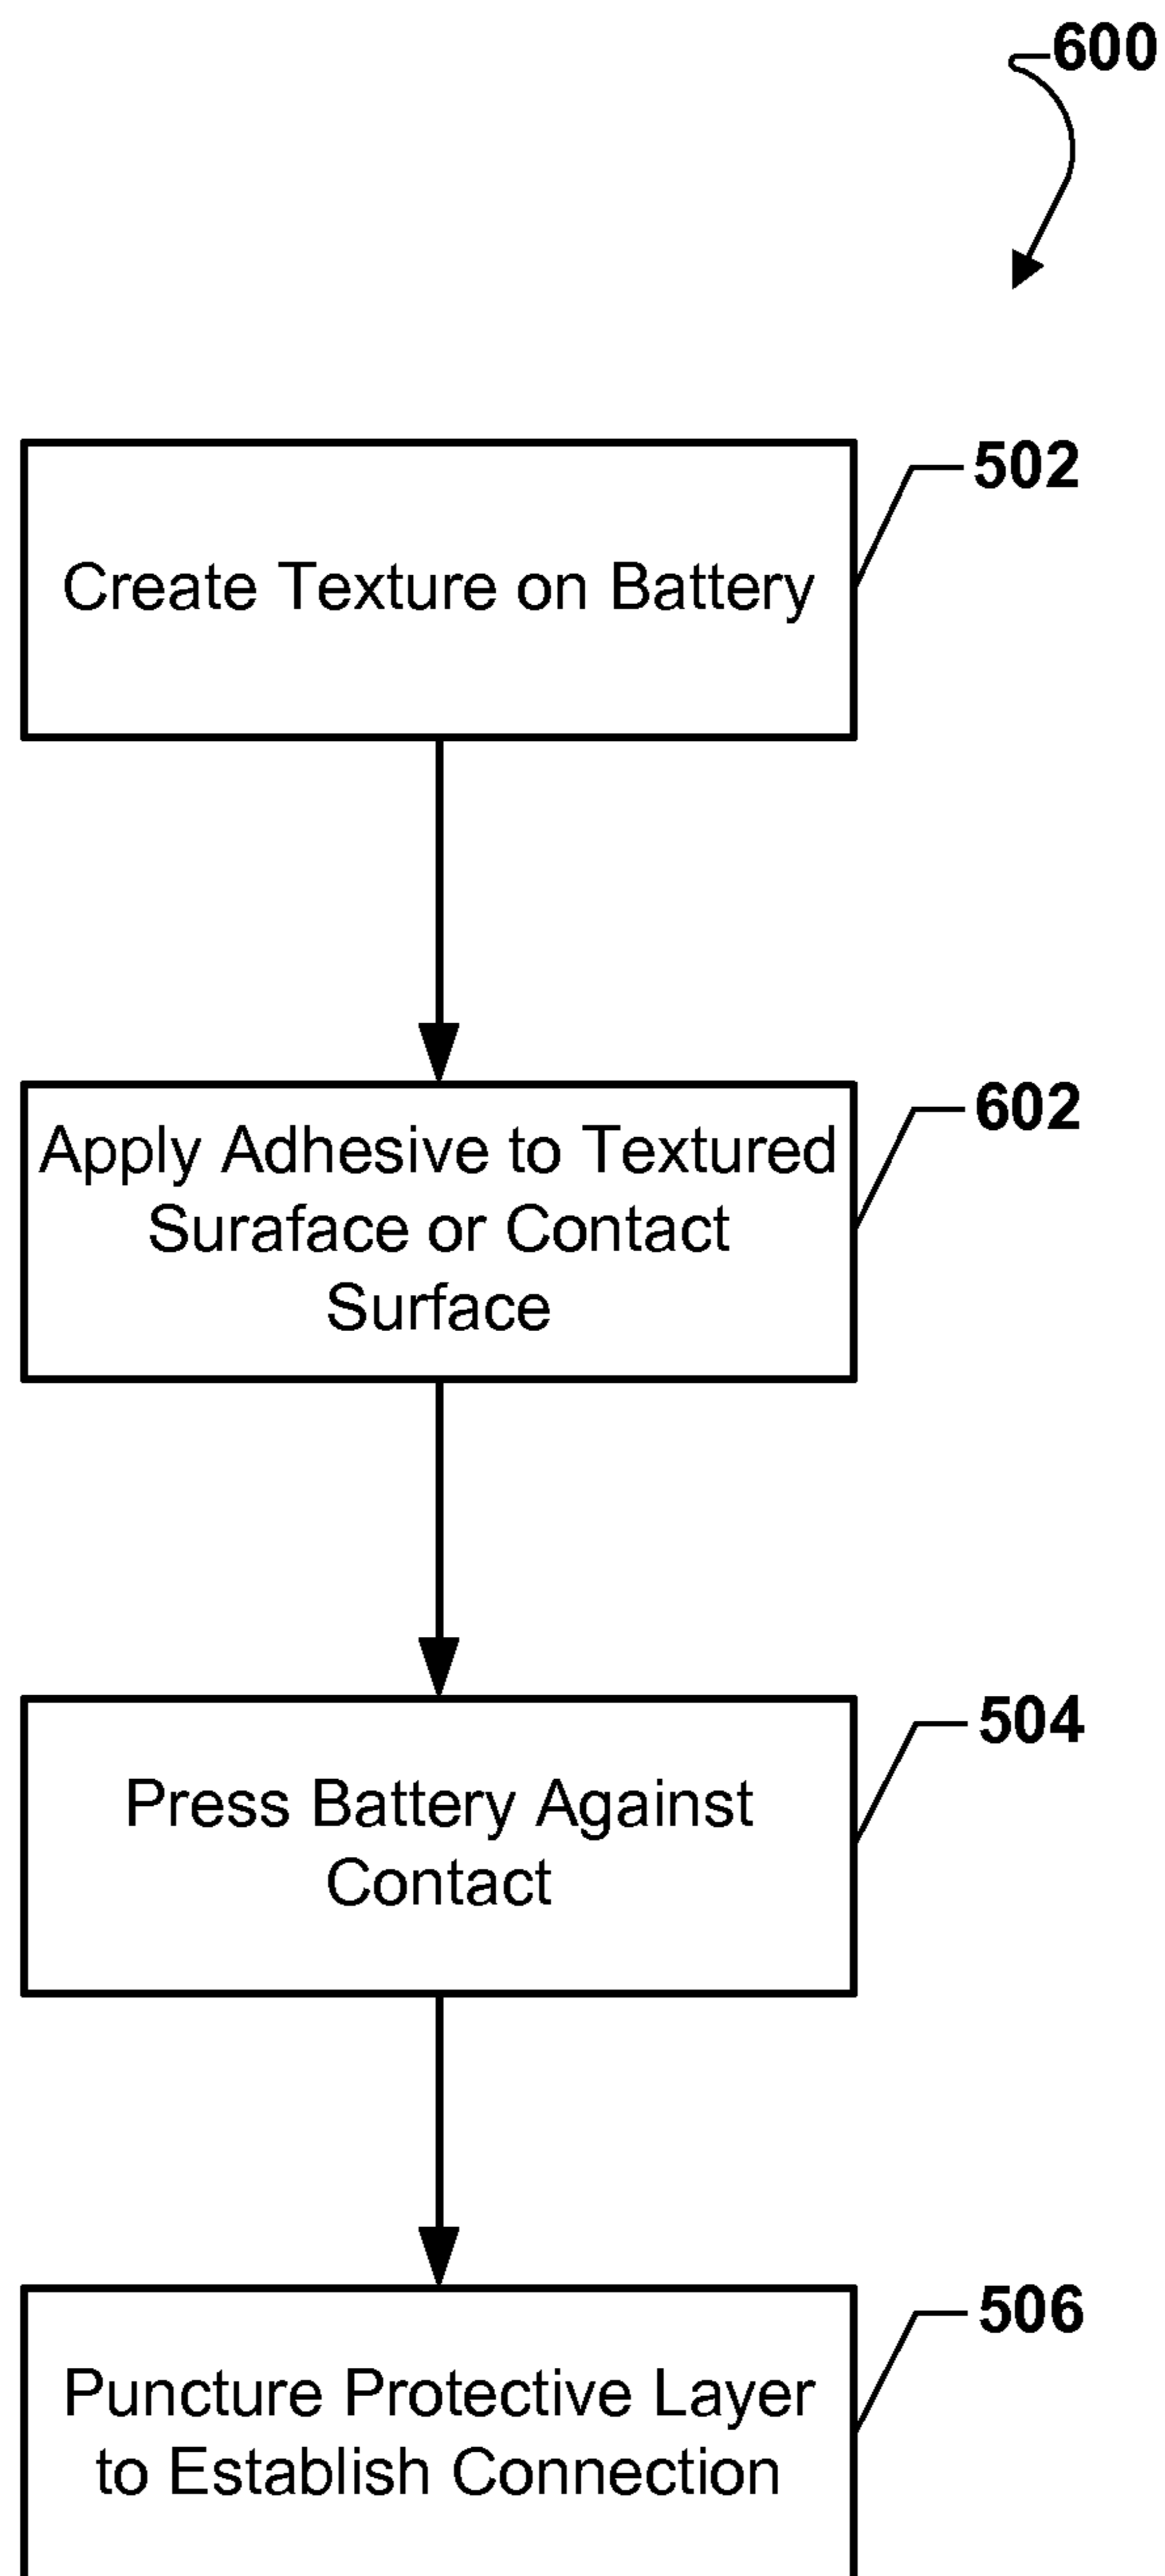 600
502
Create Texture on Battery
602
Apply Adhesive to Textured
Suraface or Contact
Surface
504
Press Battery Against
Contact
506
Puncture Protective Layer
to Establish Connection